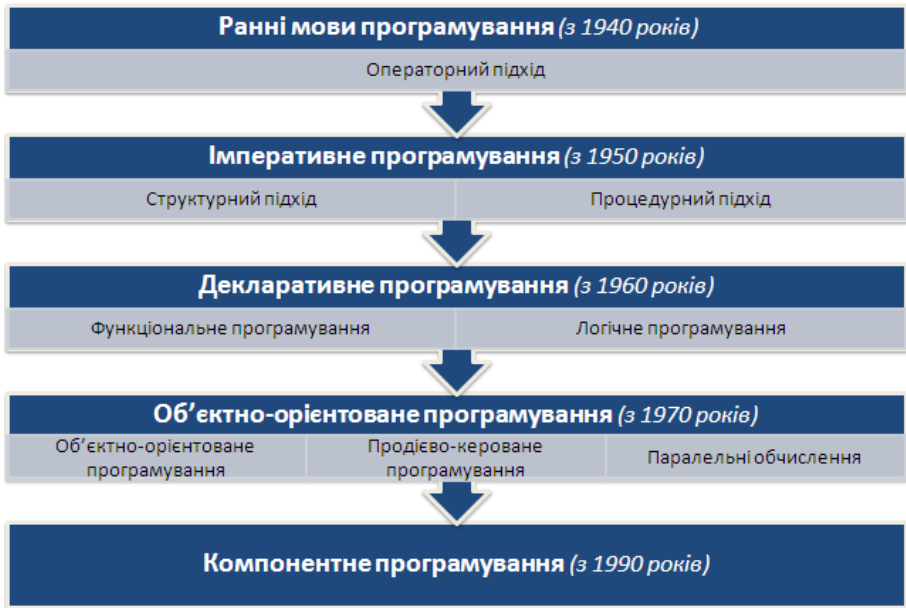 Ранні мови програмування (з 1940 років)
Операторний підхід
Імперативне програмування (з 1950 років)
Структурний підхід
Процедурний підхід
Декларативне програмування (з 1960 років)
Функціональне програмування
Логічне програмування
Об’єктно-орієнтоване програмування (з 1970 років)
Об’єктно-орієнтоване
програмування
Продієво-кероване
програмування
Паралельні обчислення
Компонентне програмування (з 1990 років)